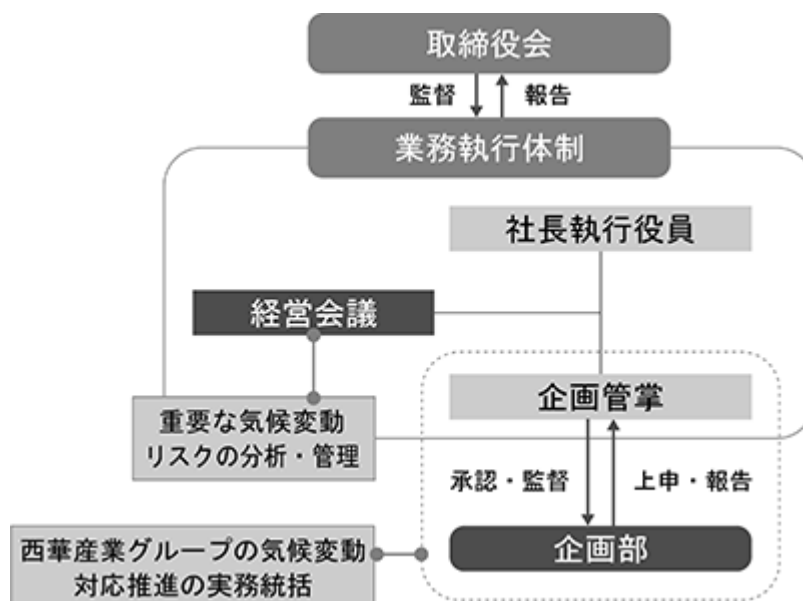 取締役会
監督
報告
業務執行体制
社長執行役員
経営会議
企画管掌
重要な気候変動
リスクの分析・管理
承認・監督
上申・報告
西華産業グループの気候変動
対応推進の実務統括
企画部